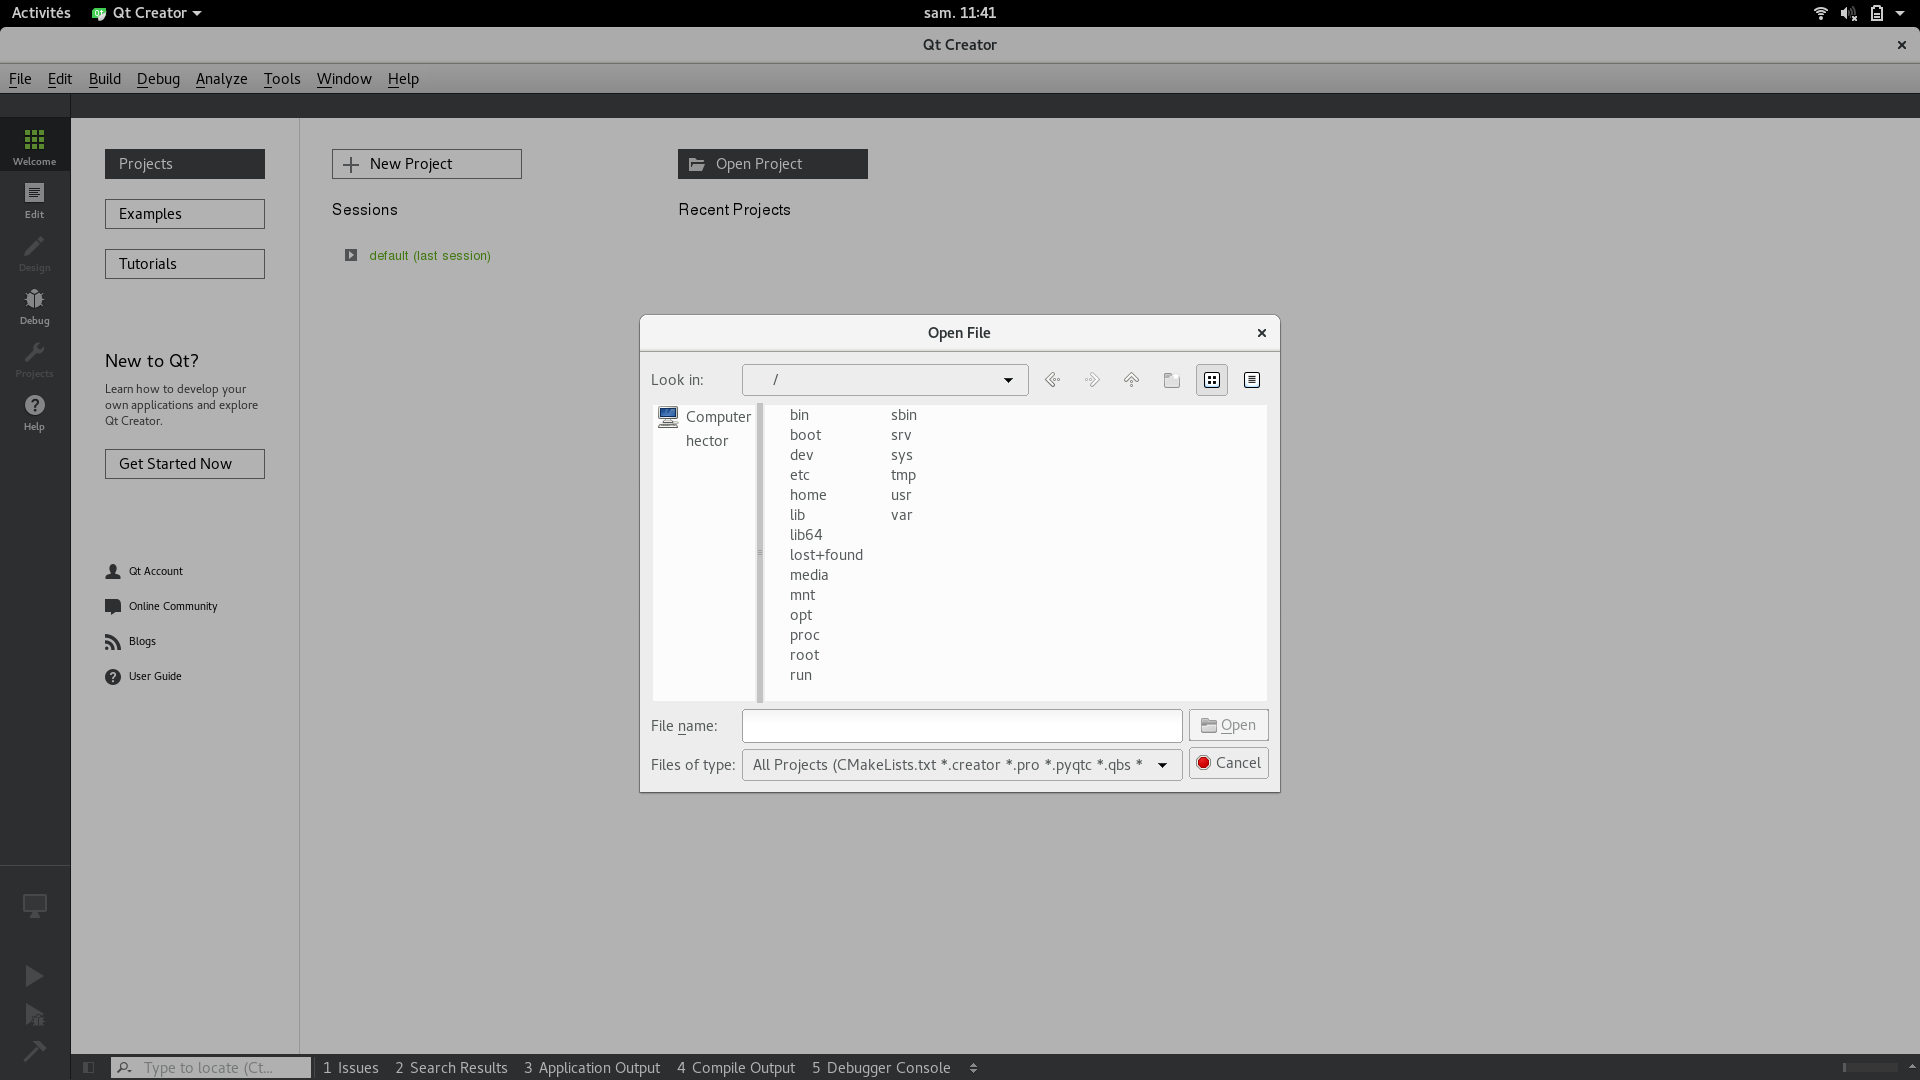 Activités Qt Creator sam. 11:41
Qt Creator
File Edit Build Debug Analyze Tools Window Help
Welcome
Edit
Design
Debug
Projects
Help
Projects
Examples
Tutorials
New to Qt?
Learn how to develop your
own applications and explore
Qt Creator.
Get Started Now
Qt Account
Online Community
Blogs
User Guide
New Project
Sessions
default (last session)
Open Project
Recent Projects
Open File
Look in: /
Computer
hector
bin
boot
dev
etc
home
lib
lib64
lost+found
media
mnt
opt
proc
root
run
sbin
srv
sys
tmp
usr
var
File name:
Open
Files of type: All Projects (CMakeLists.txt *.creator *.pro *.pyqtc *.qbs *
Cancel
Type to locate (Ct... 1 Issues 2 Search Results 3 Application Output 4 Compile Output 5 Debugger Console